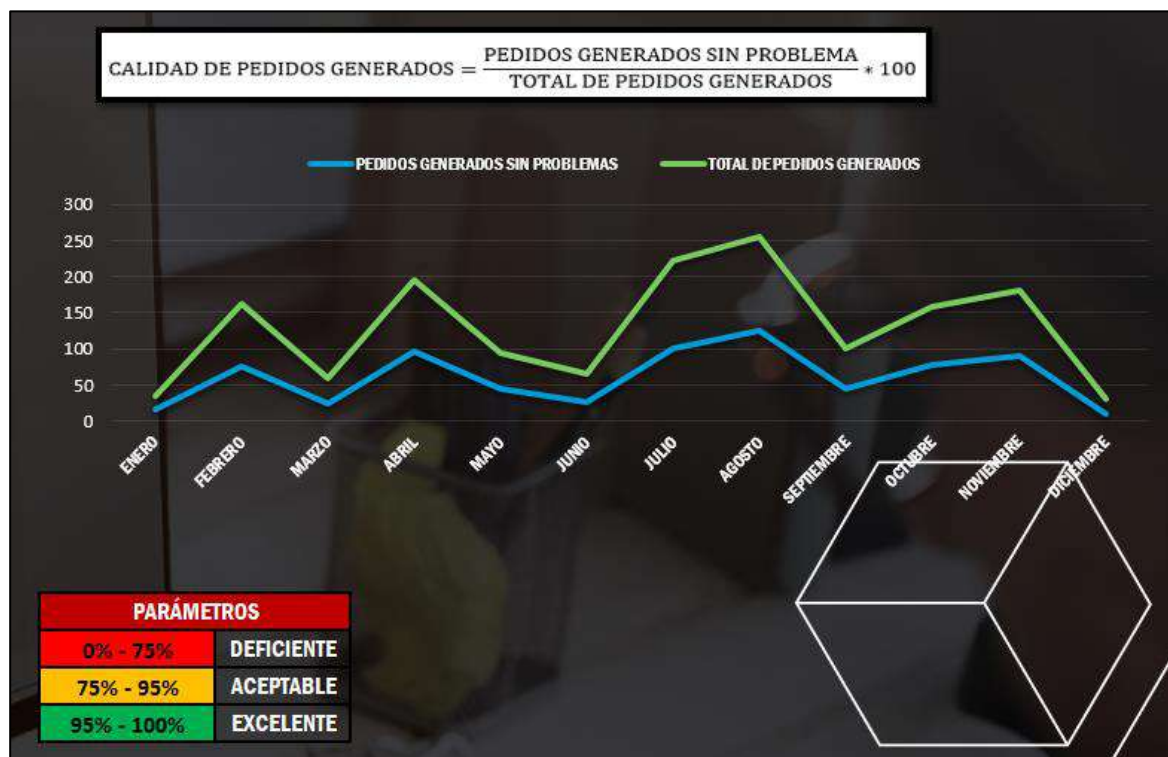 CALIDAD DE PEDIDOS GENERADOS = PEDIDOS GENERADOS SIN PROBLEMA / TOTAL DE PEDIDOS GENERADOS * 100
PEDIDOS GENERADOS SIN PROBLEMAS TOTAL DE PEDIDOS GENERADOS
300
250
200
150
100
50
0
ENERO FEBRERO MARZO ABRIL MAYO JUNIO JULIO AGOSTO SEPTIEMBRE OCTUBRE NOVIEMBRE DICIEMBRE
PARÁMETROS
0% - 75% DEFICIENTE
75% - 95% ACEPTABLE
95% - 100% EXCELENTE